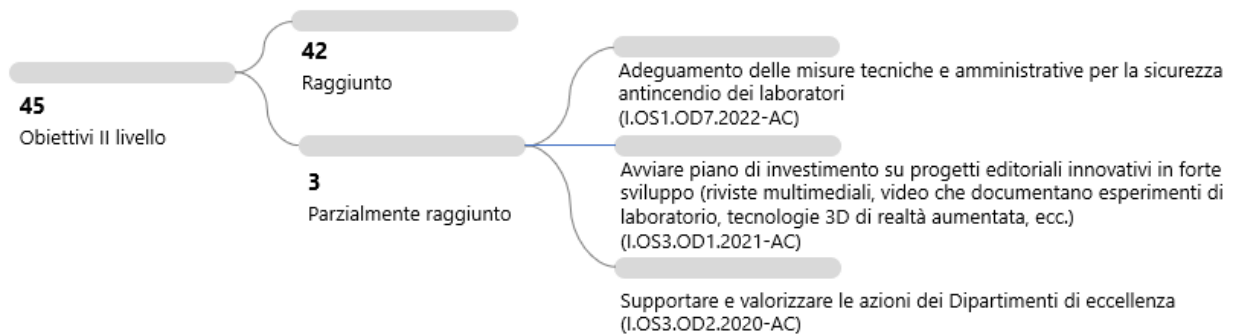 45
Obiettivi II livello
42
Raggiunto
3
Parzialmente raggiunto
Adeguamento delle misure tecniche e amministrative per la sicurezza
antincendio dei laboratori
(I.OS1.OD7.2022-AC)
Avviare piano di investimento su progetti editoriali innovativi in forte
sviluppo (riviste multimediali, video che documentano esperimenti di
laboratorio, tecnologie 3D di realtà aumentata, ecc.)
(I.OS3.OD1.2021-AC)
Supportare e valorizzare le azioni dei Dipartimenti di eccellenza
(I.OS3.OD2.2020-AC)